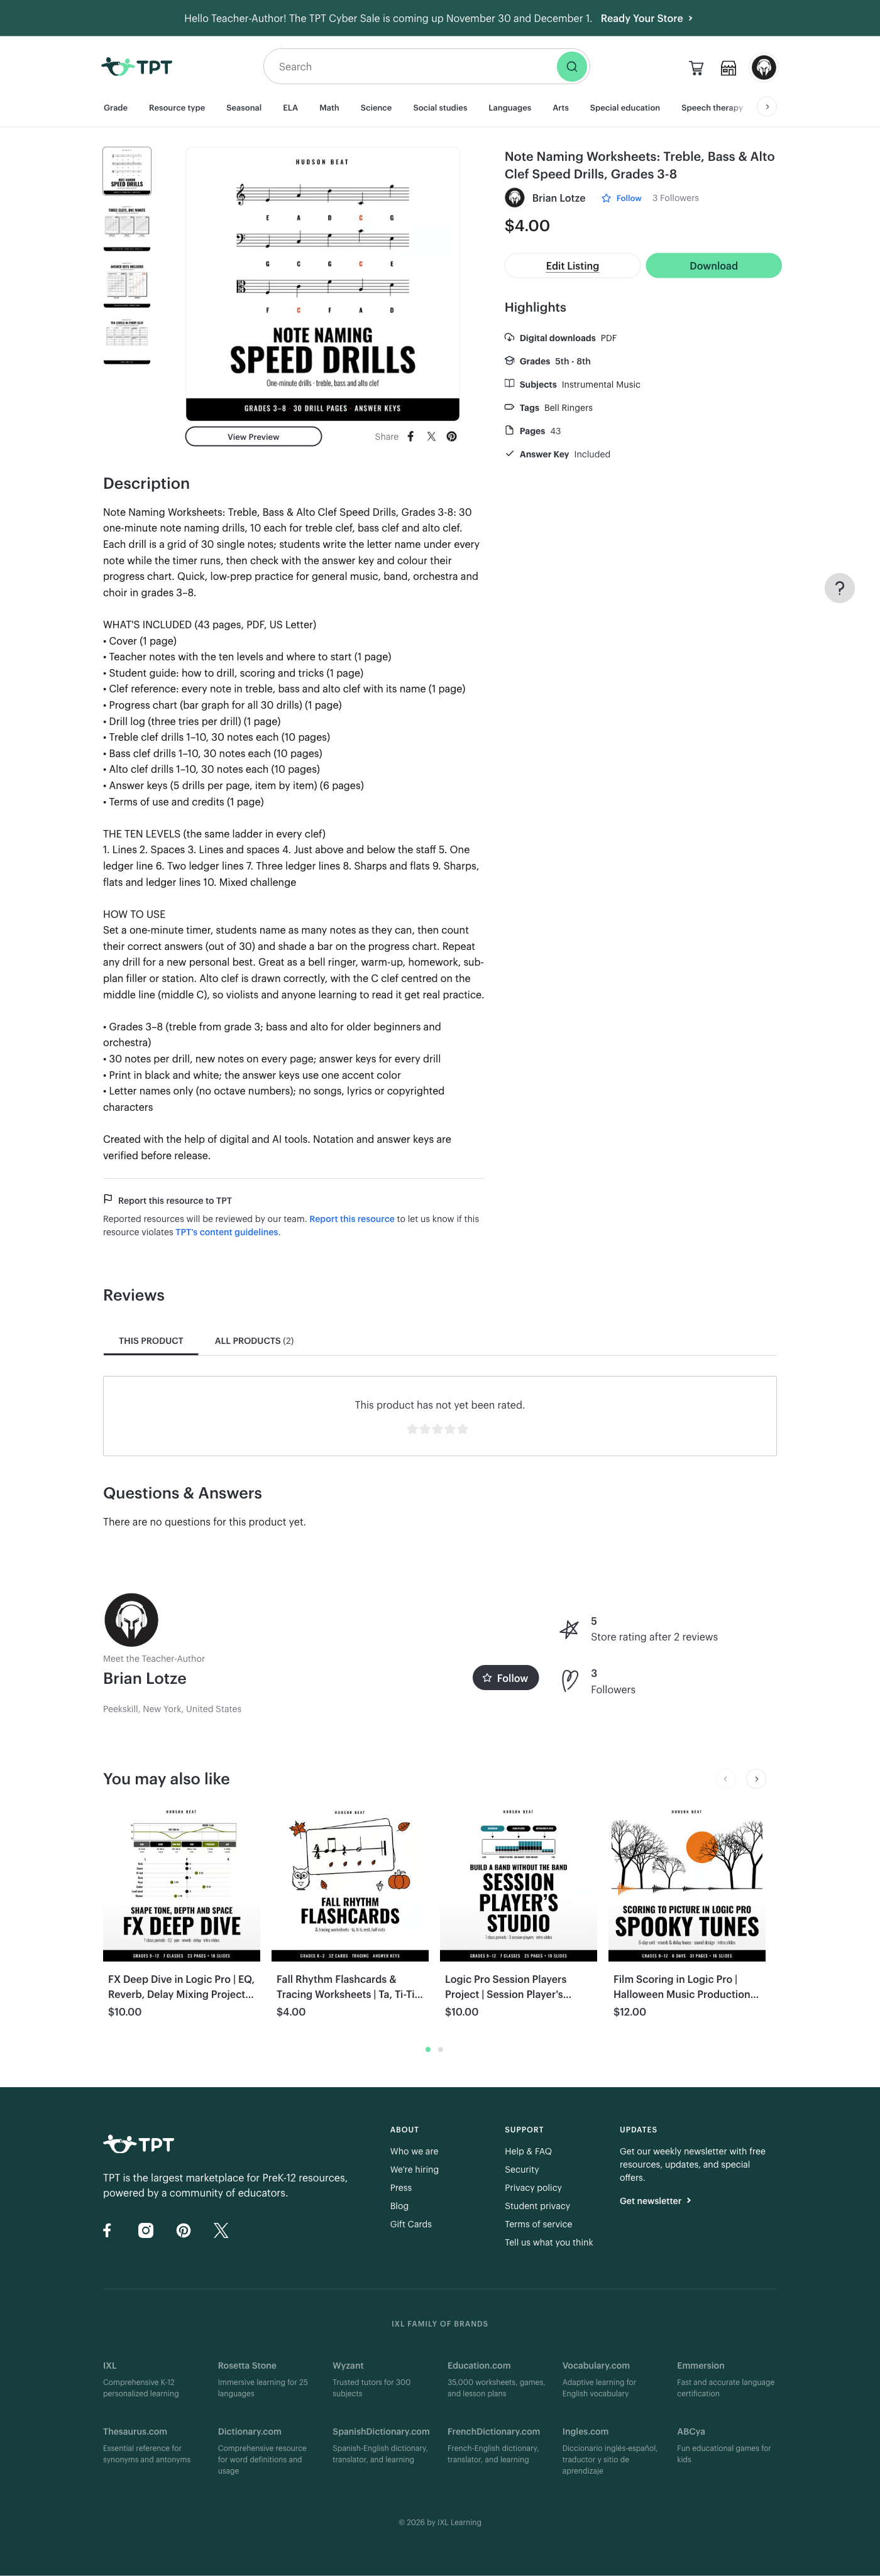 Hello Teacher-Author! The TPT Cyber Sale is coming up November 30 and December 1. Ready Your Store
TPT
Search
Grade Resource type Seasonal ELA Math Science Social studies Languages Arts Special education Speech therapy
HUDSON BEAT
E A D C G
G C G C E
F C F A D
NOTE NAMING
SPEED DRILLS
One-minute drills · treble, bass and alto clef
GRADES 3–8 · 30 DRILL PAGES · ANSWER KEYS
View Preview
Share
Note Naming Worksheets: Treble, Bass & Alto
Clef Speed Drills, Grades 3-8
Brian Lotze Follow 3 Followers
$4.00
Edit Listing Download
Highlights
Digital downloads PDF
Grades 5th - 8th
Subjects Instrumental Music
Tags Bell Ringers
Pages 43
Answer Key Included
Description
Note Naming Worksheets: Treble, Bass & Alto Clef Speed Drills, Grades 3-8: 30
one-minute note naming drills, 10 each for treble clef, bass clef and alto clef.
Each drill is a grid of 30 single notes; students write the letter name under every
note while the timer runs, then check with the answer key and colour their
progress chart. Quick, low-prep practice for general music, band, orchestra and
choir in grades 3–8.
WHAT'S INCLUDED (43 pages, PDF, US Letter)
• Cover (1 page)
• Teacher notes with the ten levels and where to start (1 page)
• Student guide: how to drill, scoring and tricks (1 page)
• Clef reference: every note in treble, bass and alto clef with its name (1 page)
• Progress chart (bar graph for all 30 drills) (1 page)
• Drill log (three tries per drill) (1 page)
• Treble clef drills 1–10, 30 notes each (10 pages)
• Bass clef drills 1–10, 30 notes each (10 pages)
• Alto clef drills 1–10, 30 notes each (10 pages)
• Answer keys (5 drills per page, item by item) (6 pages)
• Terms of use and credits (1 page)
THE TEN LEVELS (the same ladder in every clef)
1. Lines 2. Spaces 3. Lines and spaces 4. Just above and below the staff 5. One
ledger line 6. Two ledger lines 7. Three ledger lines 8. Sharps and flats 9. Sharps,
flats and ledger lines 10. Mixed challenge
HOW TO USE
Set a one-minute timer, students name as many notes as they can, then count
their correct answers (out of 30) and shade a bar on the progress chart. Repeat
any drill for a new personal best. Great as a bell ringer, warm-up, homework, sub-
plan filler or station. Alto clef is drawn correctly, with the C clef centred on the
middle line (middle C), so violists and anyone learning to read it get real practice.
• Grades 3–8 (treble from grade 3; bass and alto for older beginners and
orchestra)
• 30 notes per drill, new notes on every page; answer keys for every drill
• Print in black and white; the answer keys use one accent color
• Letter names only (no octave numbers); no songs, lyrics or copyrighted
characters
Created with the help of digital and AI tools. Notation and answer keys are
verified before release.
Report this resource to TPT
Reported resources will be reviewed by our team. Report this resource to let us know if this
resource violates TPT's content guidelines.
Reviews
THIS PRODUCT ALL PRODUCTS (2)
This product has not yet been rated.
Questions & Answers
There are no questions for this product yet.
Meet the Teacher-Author
Brian Lotze
Peekskill, New York, United States
Follow
5
Store rating after 2 reviews
3
Followers
You may also like
HUDSON BEAT
SHAPE TONE, DEPTH AND SPACE
FX DEEP DIVE
GRADES 9–12 7 CLASSES 23 PAGES + 16 SLIDES
FX Deep Dive in Logic Pro | EQ,
Reverb, Delay Mixing Project...
$10.00
HUDSON BEAT
FALL RHYTHM
FLASHCARDS
GRADES K–2 32 CARDS TRACING ANSWER KEYS
Fall Rhythm Flashcards &
Tracing Worksheets | Ta, Ti-Ti...
$4.00
HUDSON BEAT
BUILD A BAND WITHOUT THE BAND
SESSION
PLAYER'S
STUDIO
Logic Pro Session Players
Project | Session Player's...
$10.00
HUDSON BEAT
SCORING TO PICTURE IN LOGIC PRO
SPOOKY TUNES
Film Scoring in Logic Pro |
Halloween Music Production...
$12.00
TPT
TPT is the largest marketplace for PreK-12 resources,
powered by a community of educators.
ABOUT
Who we are
We're hiring
Press
Blog
Gift Cards
SUPPORT
Help & FAQ
Security
Privacy policy
Student privacy
Terms of service
Tell us what you think
UPDATES
Get our weekly newsletter with free
resources, updates, and special
offers.
Get newsletter
IXL FAMILY OF BRANDS
IXL
Comprehensive K-12
personalized learning
Rosetta Stone
Immersive learning for 25
languages
Wyzant
Trusted tutors for 300
subjects
Education.com
35,000 worksheets, games,
and lesson plans
Vocabulary.com
Adaptive learning for
English vocabulary
Emmersion
Fast and accurate language
certification
Thesaurus.com
Essential reference for
synonyms and antonyms
Dictionary.com
Comprehensive resource
for word definitions and
usage
SpanishDictionary.com
Spanish-English dictionary,
translator, and learning
FrenchDictionary.com
French-English dictionary,
translator, and learning
Ingles.com
Diccionario inglés-español,
traductor y sitio de
aprendizaje
ABCya
Fun educational games for
kids
© 2026 by IXL Learning